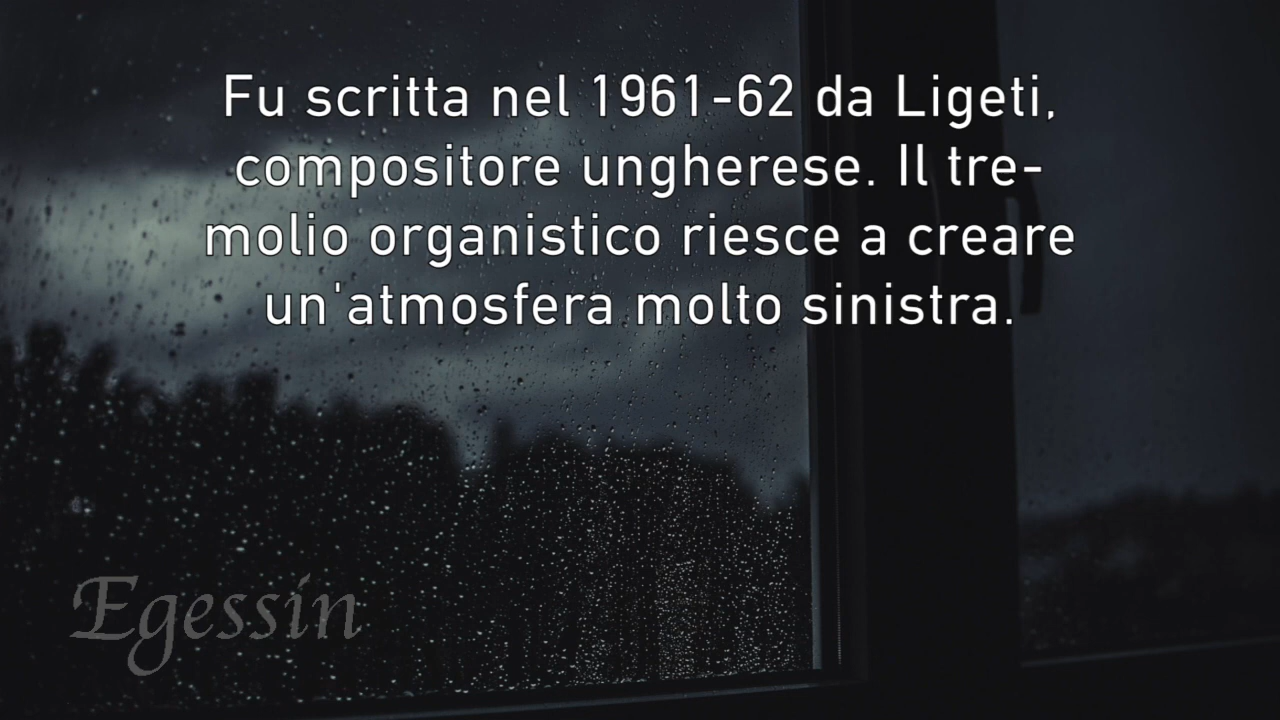 Fu scritta nel 1961-62 da Ligeti,
compositore ungherese. Il tre-
molio organistico riesce a creare
un'atmosfera molto sinistra.
Egessin